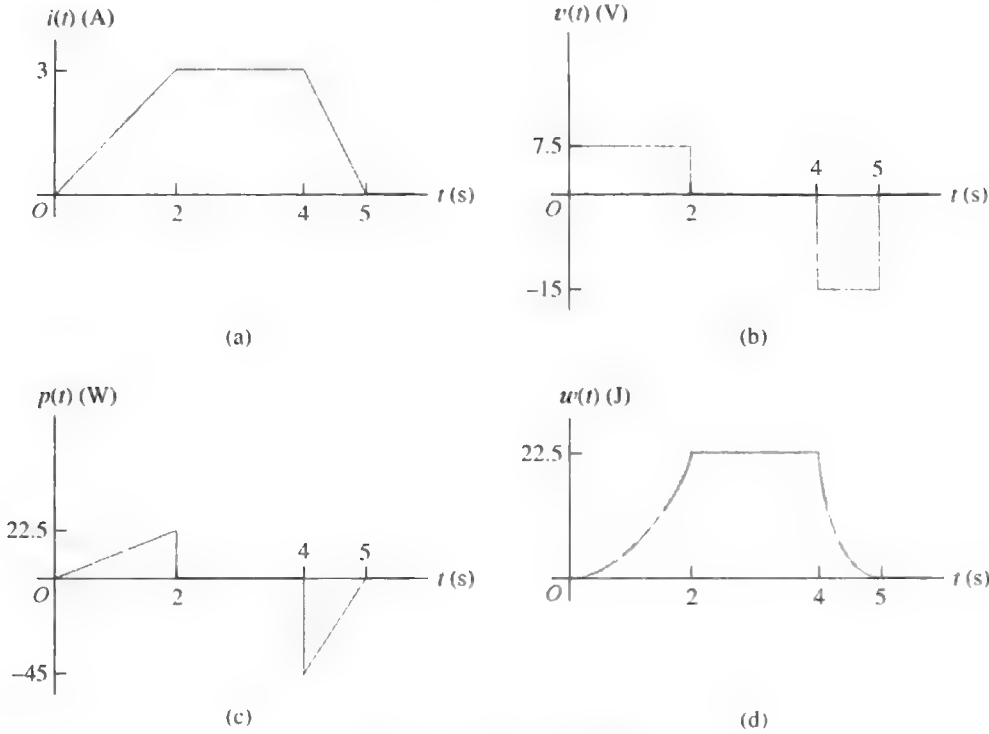 i(t) (A)
3
O
2
4
5
t (s)
(a)
v(t) (V)
7.5
4
5
O
2
t (s)
−15
(b)
p(t) (W)
22.5
4
5
O
2
t (s)
−45
(c)
w(t) (J)
22.5
O
2
4
5
t (s)
(d)